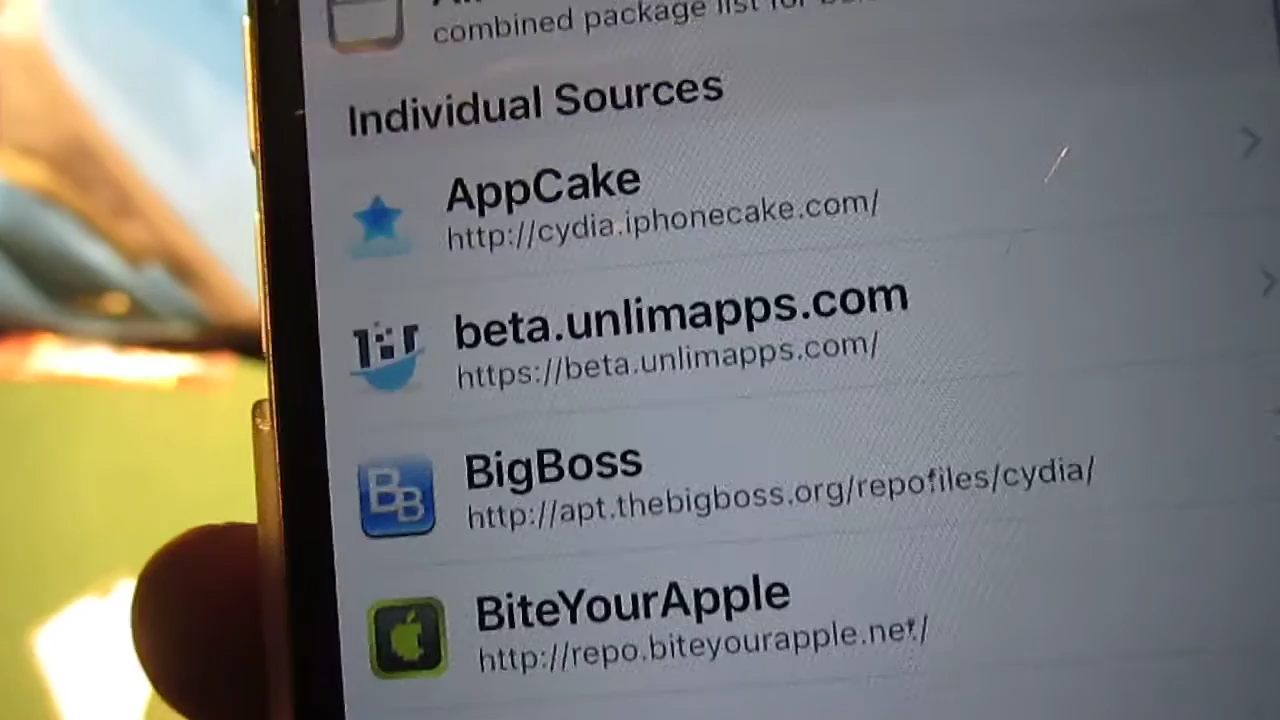 combined package list for
Individual Sources
AppCake
http://cydia.iphonecake.com/
beta.unlimapps.com
https://beta.unlimapps.com/
BigBoss
http://apt.thebigboss.org/repofiles/cydia/
BB
BiteYourApple
http://repo.biteyourapple.net/